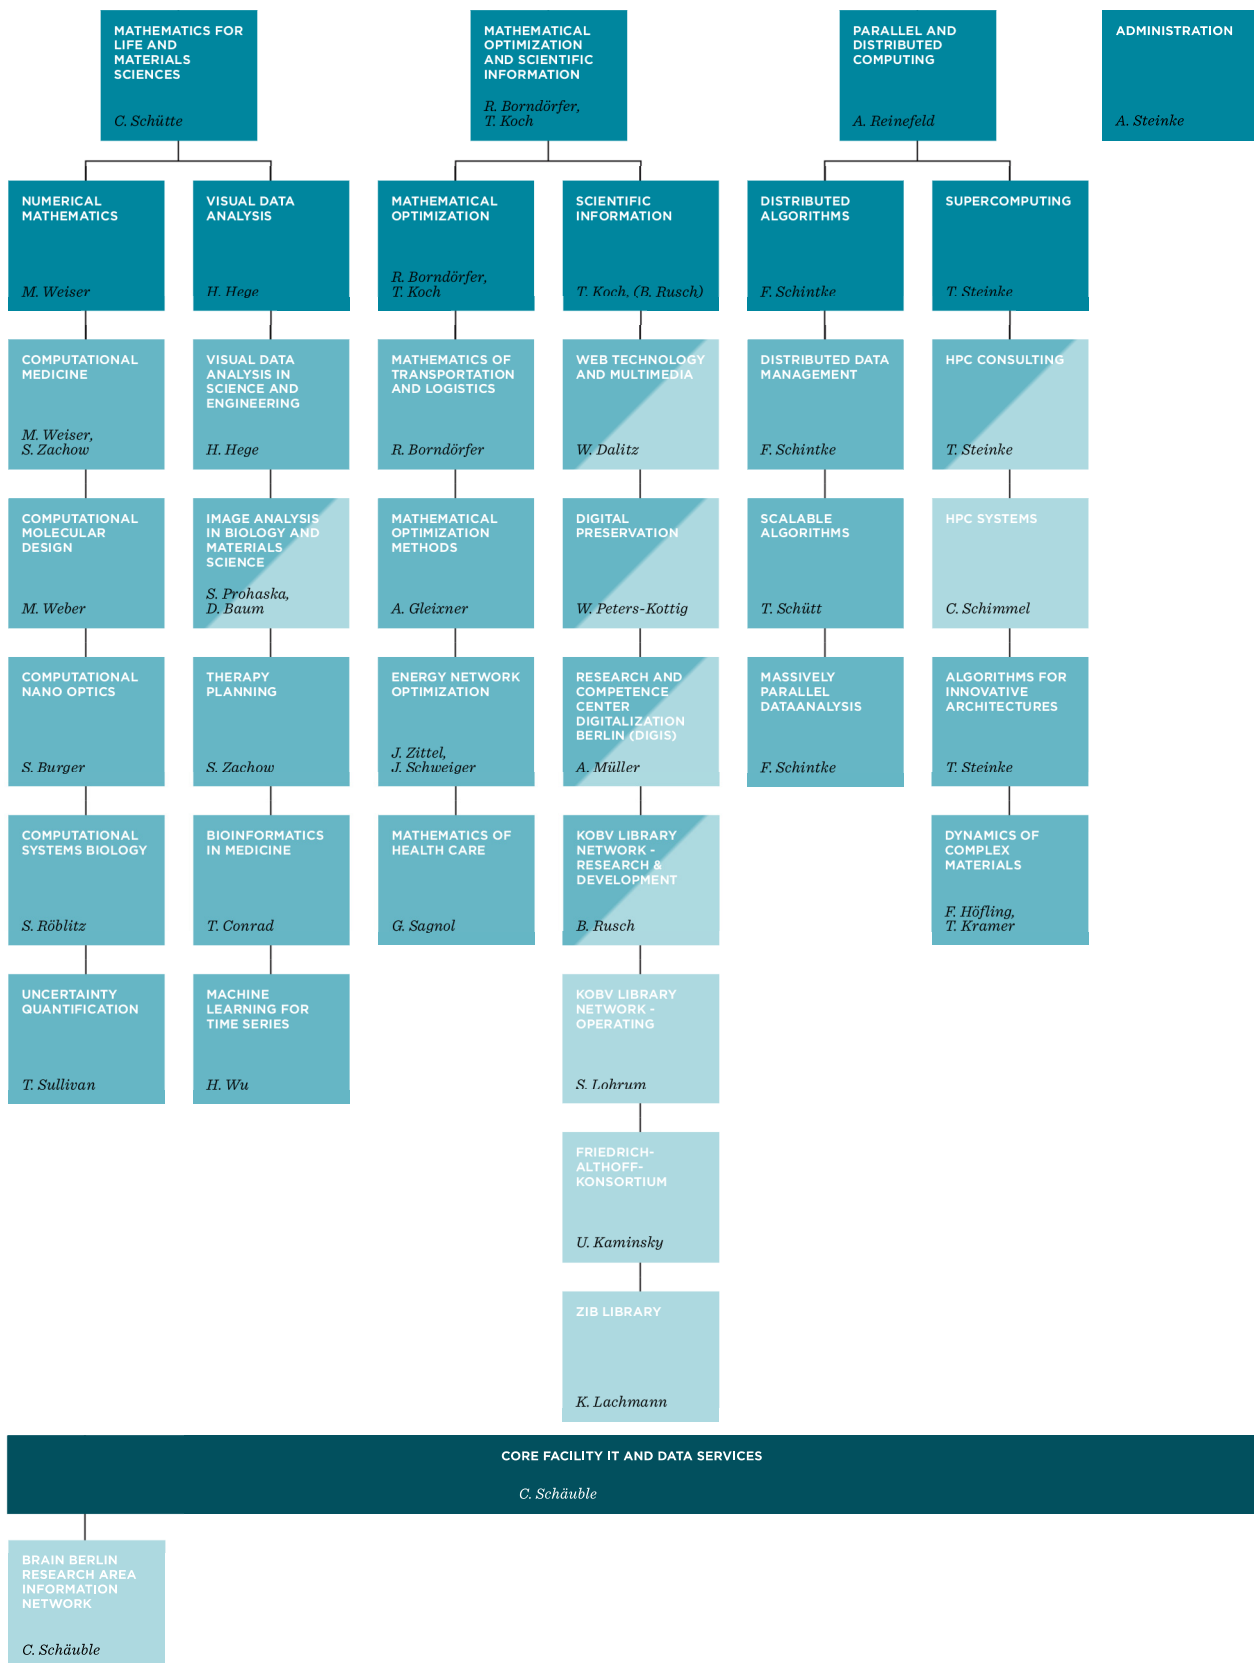 MATHEMATICS FOR
LIFE AND
MATERIALS
SCIENCES
C. Schütte
MATHEMATICAL
OPTIMIZATION
AND SCIENTIFIC
INFORMATION
R. Borndörfer,
T. Koch
PARALLEL AND
DISTRIBUTED
COMPUTING
A. Reinefeld
ADMINISTRATION
A. Steinke
NUMERICAL
MATHEMATICS
M. Weiser
VISUAL DATA
ANALYSIS
H. Hege
MATHEMATICAL
OPTIMIZATION
R. Borndörfer,
T. Koch
SCIENTIFIC
INFORMATION
T. Koch, (B. Rusch)
DISTRIBUTED
ALGORITHMS
F. Schintke
SUPERCOMPUTING
T. Steinke
COMPUTATIONAL
MEDICINE
M. Weiser,
S. Zachow
VISUAL DATA
ANALYSIS IN
SCIENCE AND
ENGINEERING
H. Hege
MATHEMATICS OF
TRANSPORTATION
AND LOGISTICS
R. Borndörfer
WEB TECHNOLOGY
AND MULTIMEDIA
W. Dalitz
DISTRIBUTED DATA
MANAGEMENT
F. Schintke
HPC CONSULTING
T. Steinke
COMPUTATIONAL
MOLECULAR
DESIGN
M. Weber
IMAGE ANALYSIS
IN BIOLOGY AND
MATERIALS
SCIENCE
S. Prohaska,
D. Baum
MATHEMATICAL
OPTIMIZATION
METHODS
A. Gleixner
DIGITAL
PRESERVATION
W. Peters-Kottig
SCALABLE
ALGORITHMS
T. Schütt
HPC SYSTEMS
C. Schimmel
COMPUTATIONAL
NANO OPTICS
S. Burger
THERAPY
PLANNING
S. Zachow
ENERGY NETWORK
OPTIMIZATION
J. Zittel,
J. Schweiger
RESEARCH AND
COMPETENCE
CENTER
DIGITALIZATION
BERLIN (DIGIS)
A. Müller
MASSIVELY
PARALLEL
DATAANALYSIS
F. Schintke
ALGORITHMS FOR
INNOVATIVE
ARCHITECTURES
T. Steinke
COMPUTATIONAL
SYSTEMS BIOLOGY
S. Röblitz
BIOINFORMATICS
IN MEDICINE
T. Conrad
MATHEMATICS OF
HEALTH CARE
G. Sagnol
KOBV LIBRARY
NETWORK -
RESEARCH &
DEVELOPMENT
B. Rusch
DYNAMICS OF
COMPLEX
MATERIALS
F. Höfling,
T. Kramer
UNCERTAINTY
QUANTIFICATION
T. Sullivan
MACHINE
LEARNING FOR
TIME SERIES
H. Wu
KOBV LIBRARY
NETWORK -
OPERATING
S. Lohrum
FRIEDRICH-
ALTHOFF-
KONSORTIUM
U. Kaminsky
ZIB LIBRARY
K. Lachmann
CORE FACILITY IT AND DATA SERVICES
C. Schäuble
BRAIN BERLIN
RESEARCH AREA
INFORMATION
NETWORK
C. Schäuble